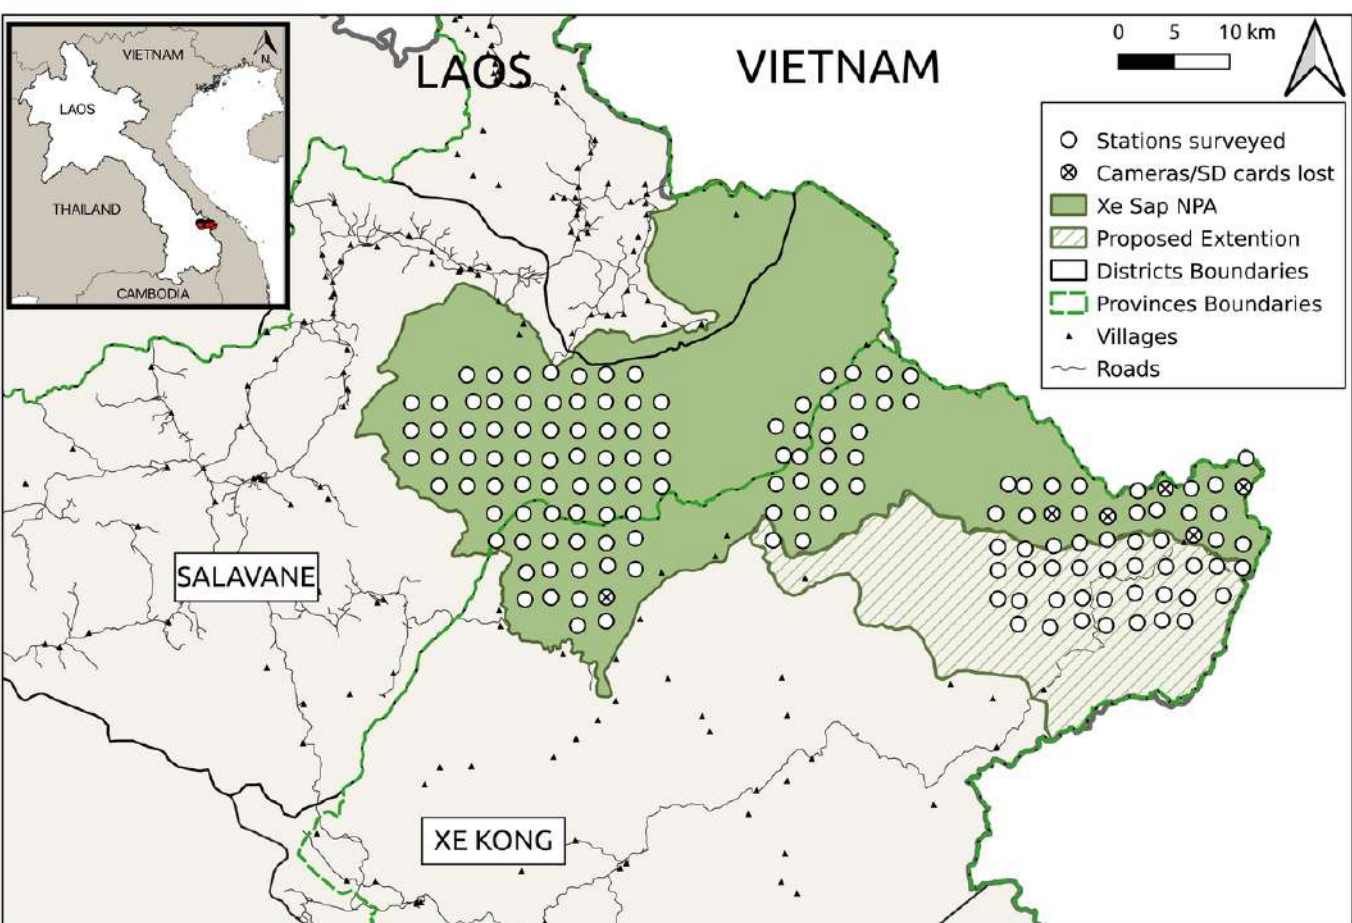 VIETNAM
N
LAOS
THAILAND
CAMBODIA
LAOS
VIETNAM
0 5 10 km
Stations surveyed
Cameras/SD cards lost
Xe Sap NPA
Proposed Extention
Districts Boundaries
Provinces Boundaries
Villages
Roads
SALAVANE
XE KONG